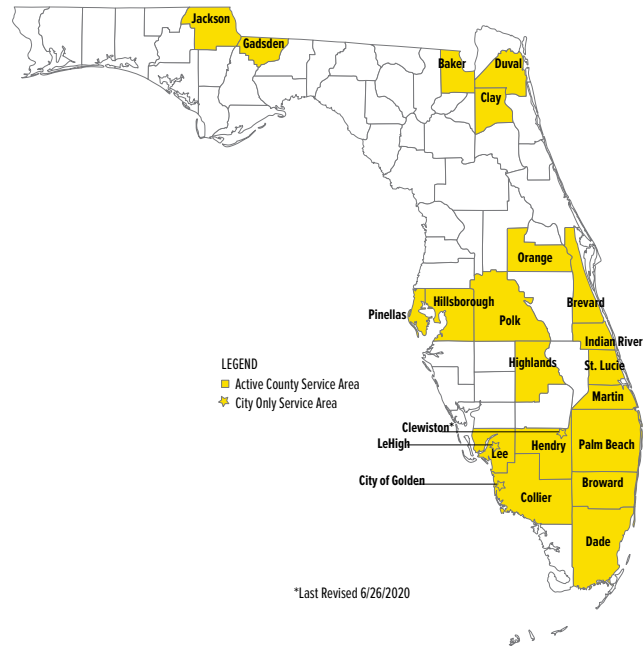 Jackson
Gadsden
Baker
Duval
Clay
Orange
Brevard
Pinellas
Hillsborough
Polk
Indian River
Highlands
St. Lucie
LEGEND
Active County Service Area
City Only Service Area
Martin
Clewiston*
LeHigh
Lee
Hendry
Palm Beach
City of Golden
Collier
Broward
Dade
*Last Revised 6/26/2020